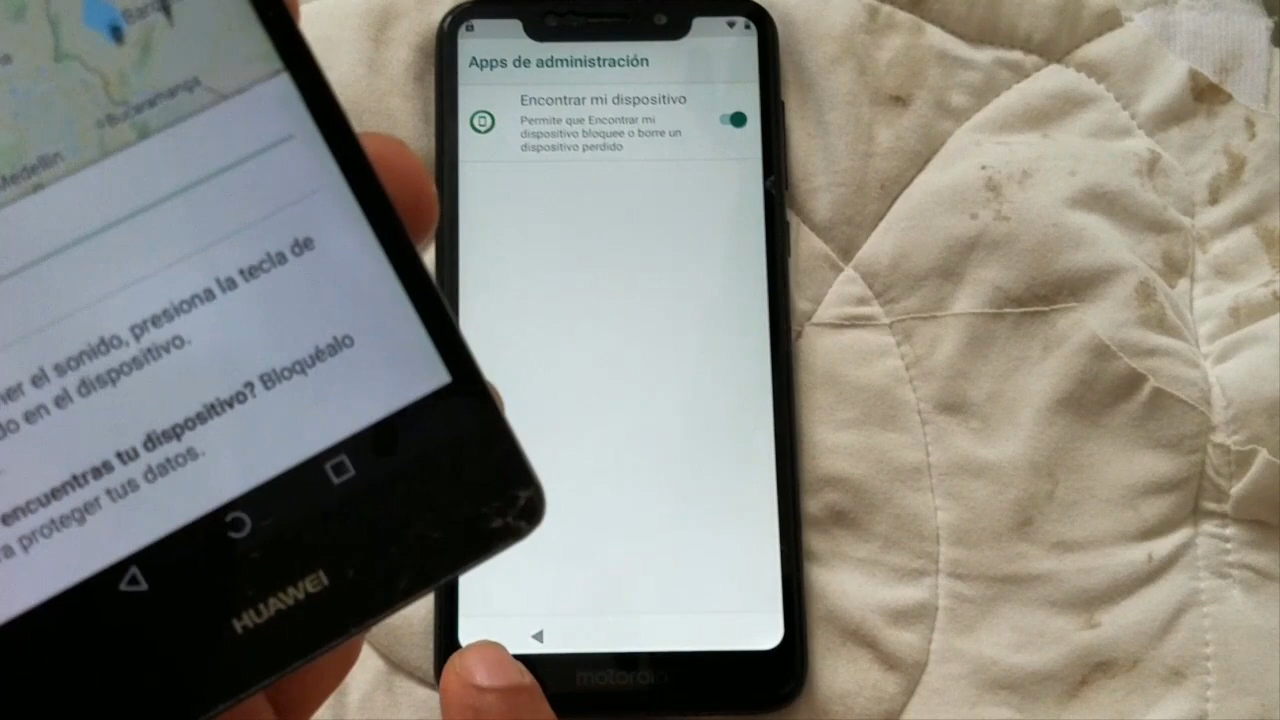 Bucaramanga
Medellín
ner el sonido, presiona la tecla de
do en el dispositivo.
encuentras tu dispositivo? Bloquéalo
ra proteger tus datos.
HUAWEI
Apps de administración
Encontrar mi dispositivo
Permite que Encontrar mi
dispositivo bloquee o borre un
dispositivo perdido
motorola